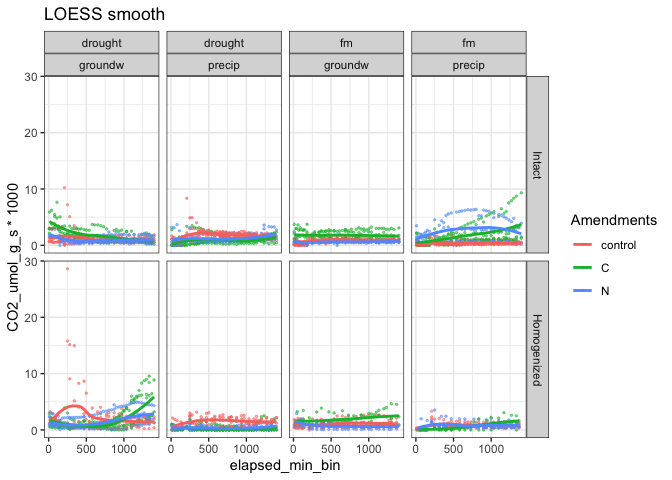 LOESS smooth
drought drought fm fm
groundw precip groundw precip
30
20
10
0
Intact
30
20
10
0
Homogenized
0 500 1000 0 500 1000 0 500 1000 0 500 1000
elapsed_min_bin
CO2_umol_g_s * 1000
Amendments
control
C
N